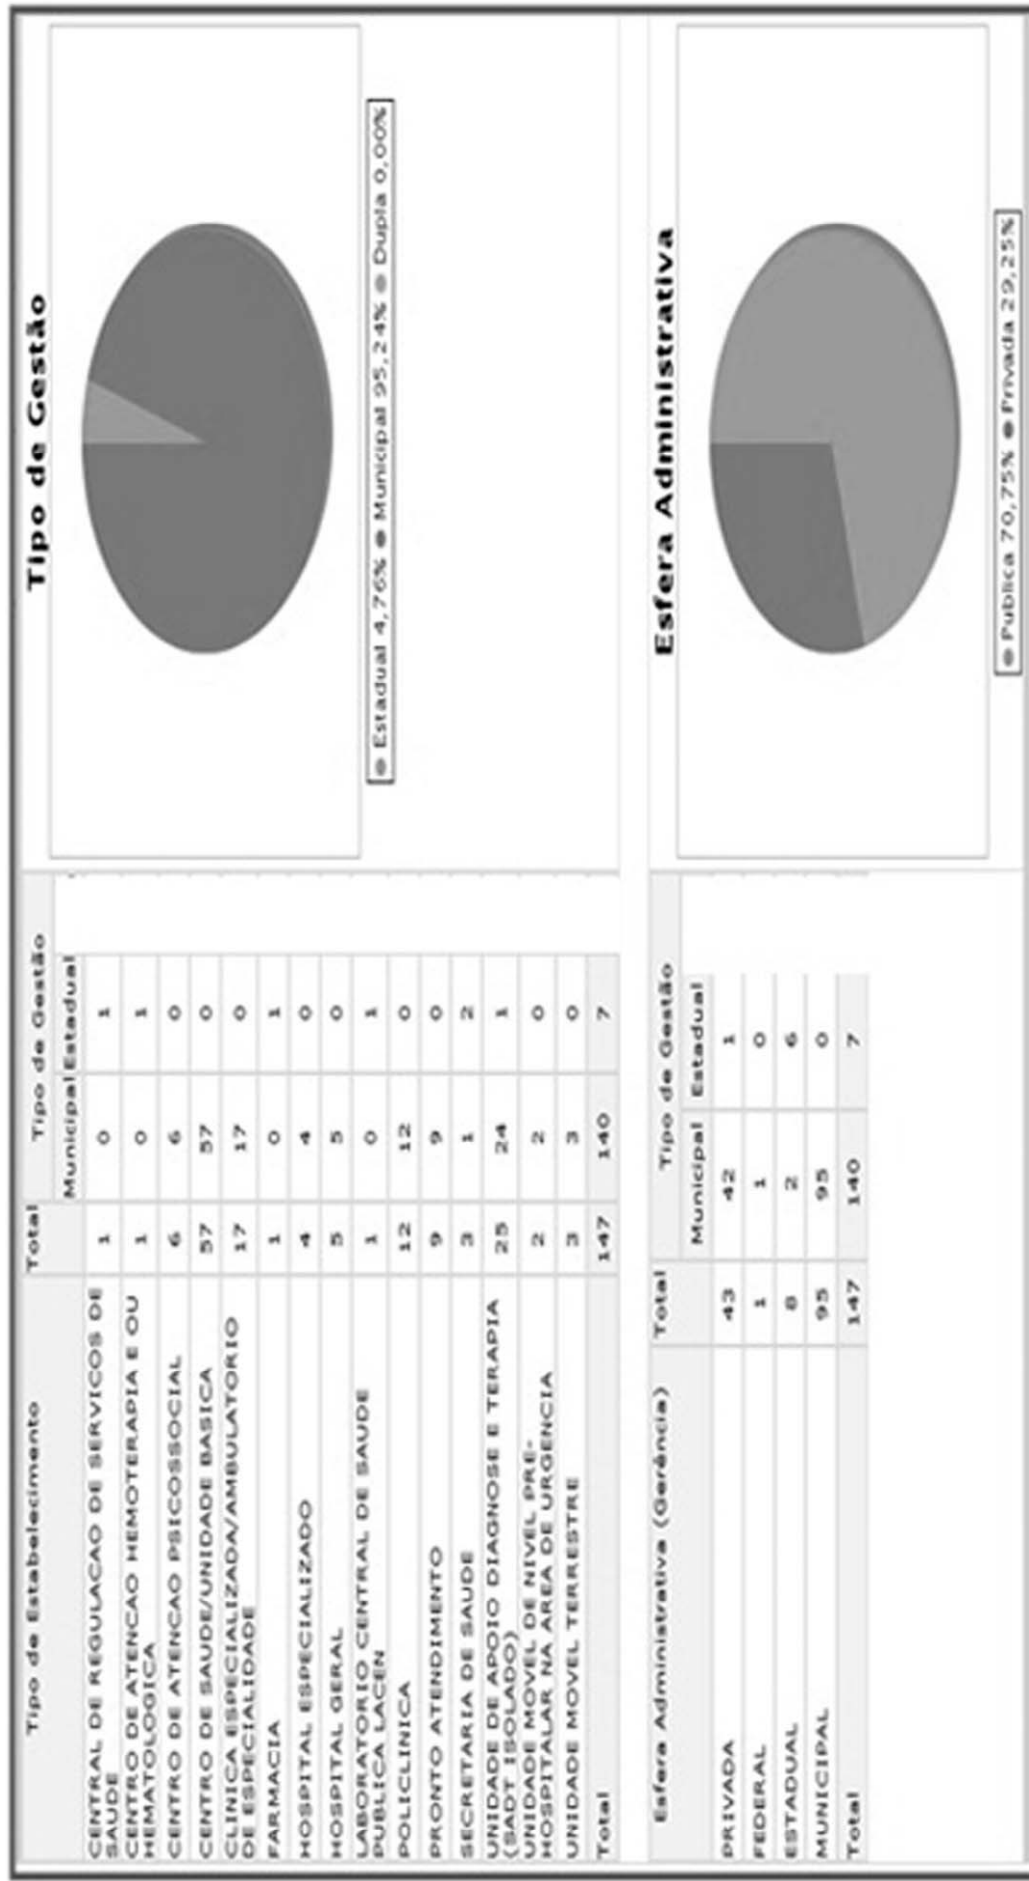 Tipo de Estabelecimento Total Tipo de Gestão
Municipal Estadual
CENTRAL DE REGULACAO DE SERVICOS DE SAUDE 1 0 1
CENTRO DE ATENCAO HEMOTERAPIA E OU HEMATOLOGICA 1 0 1
CENTRO DE ATENCAO PSICOSSOCIAL 6 6 0
CENTRO DE SAUDE/UNIDADE BASICA 57 57 0
CLINICA ESPECIALIZADA/AMBULATORIO DE ESPECIALIDADE 17 17 0
FARMACIA 1 0 1
HOSPITAL ESPECIALIZADO 4 4 0
HOSPITAL GERAL 5 5 0
LABORATORIO CENTRAL DE SAUDE PUBLICA LACEN 1 0 1
POLICLINICA 12 12 0
PRONTO ATENDIMENTO 9 9 0
SECRETARIA DE SAUDE 3 1 2
UNIDADE DE APOIO DIAGNOSE E TERAPIA (SADT ISOLADO) 25 24 1
UNIDADE MOVEL DE NIVEL PRE-HOSPITALAR NA AREA DE URGENCIA 2 2 0
UNIDADE MOVEL TERRESTRE 3 3 0
Total 147 140 7
Tipo de Gestão
Estadual 4,76% Municipal 95,24% Dupla 0,00%
Esfera Administrativa (Gerência) Total Tipo de Gestão
Municipal Estadual
PRIVADA 43 42 1
FEDERAL 1 1 0
ESTADUAL 8 2 6
MUNICIPAL 95 95 0
Total 147 140 7
Esfera Administrativa
Publica 70,75% Privada 29,25%